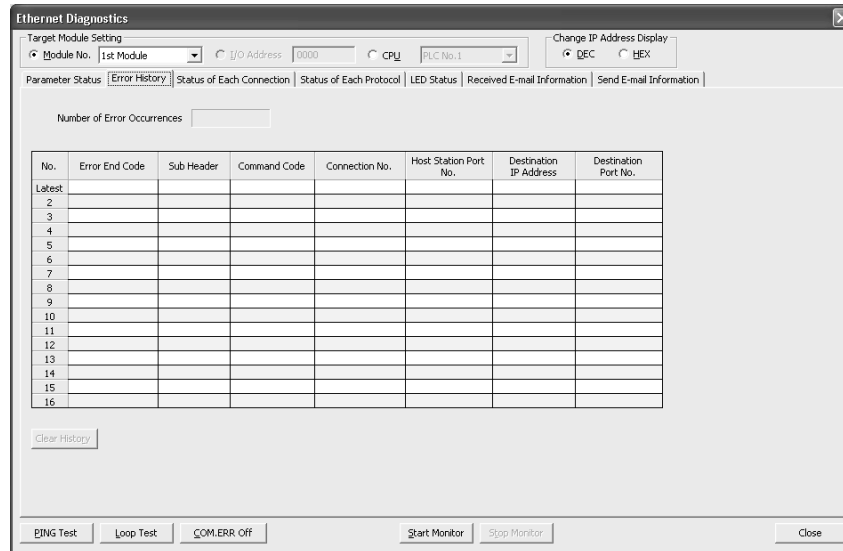 Ethernet Diagnostics
Target Module Setting
Change IP Address Display
Module No. 1st Module I/O Address 0000 CPU PLC No.1 DEC HEX
Parameter Status Error History Status of Each Connection Status of Each Protocol LED Status Received E-mail Information Send E-mail Information
Number of Error Occurrences
No. Error End Code Sub Header Command Code Connection No. Host Station Port No. Destination IP Address Destination Port No.
Latest
2
3
4
5
6
7
8
9
10
11
12
13
14
15
16
Clear History
PING Test Loop Test COM.ERR Off Start Monitor Stop Monitor Close